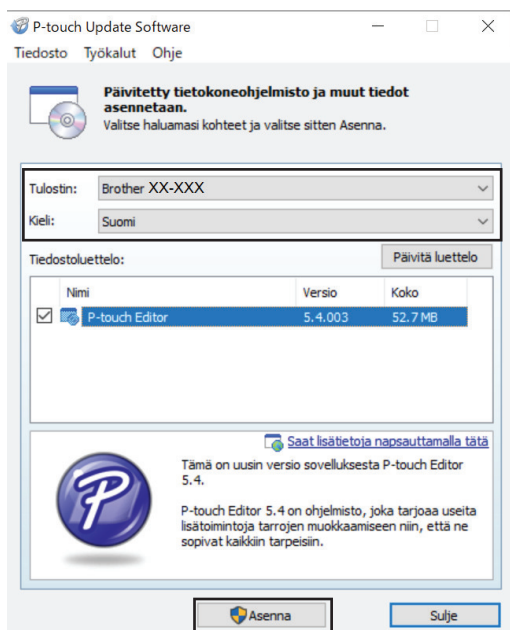 P-touch Update Software
Tiedosto Työkalut Ohje
Päivitetty tietokoneohjelmisto ja muut tiedot
asennetaan.
Valitse haluamasi kohteet ja valitse sitten Asenna.
Tulostin: Brother XX-XXX
Kieli: Suomi
Tiedostoluettelo: Päivitä luettelo
Nimi Versio Koko
P-touch Editor 5.4.003 52.7 MB
Saat lisätietoja napsauttamalla tätä
Tämä on uusin versio sovelluksesta P-touch Editor
5.4.
P-touch Editor 5.4 on ohjelmisto, joka tarjoaa useita
lisätoimintoja tarrojen muokkaamiseen niin, että ne
sopivat kaikkiin tarpeisiin.
Asenna Sulje